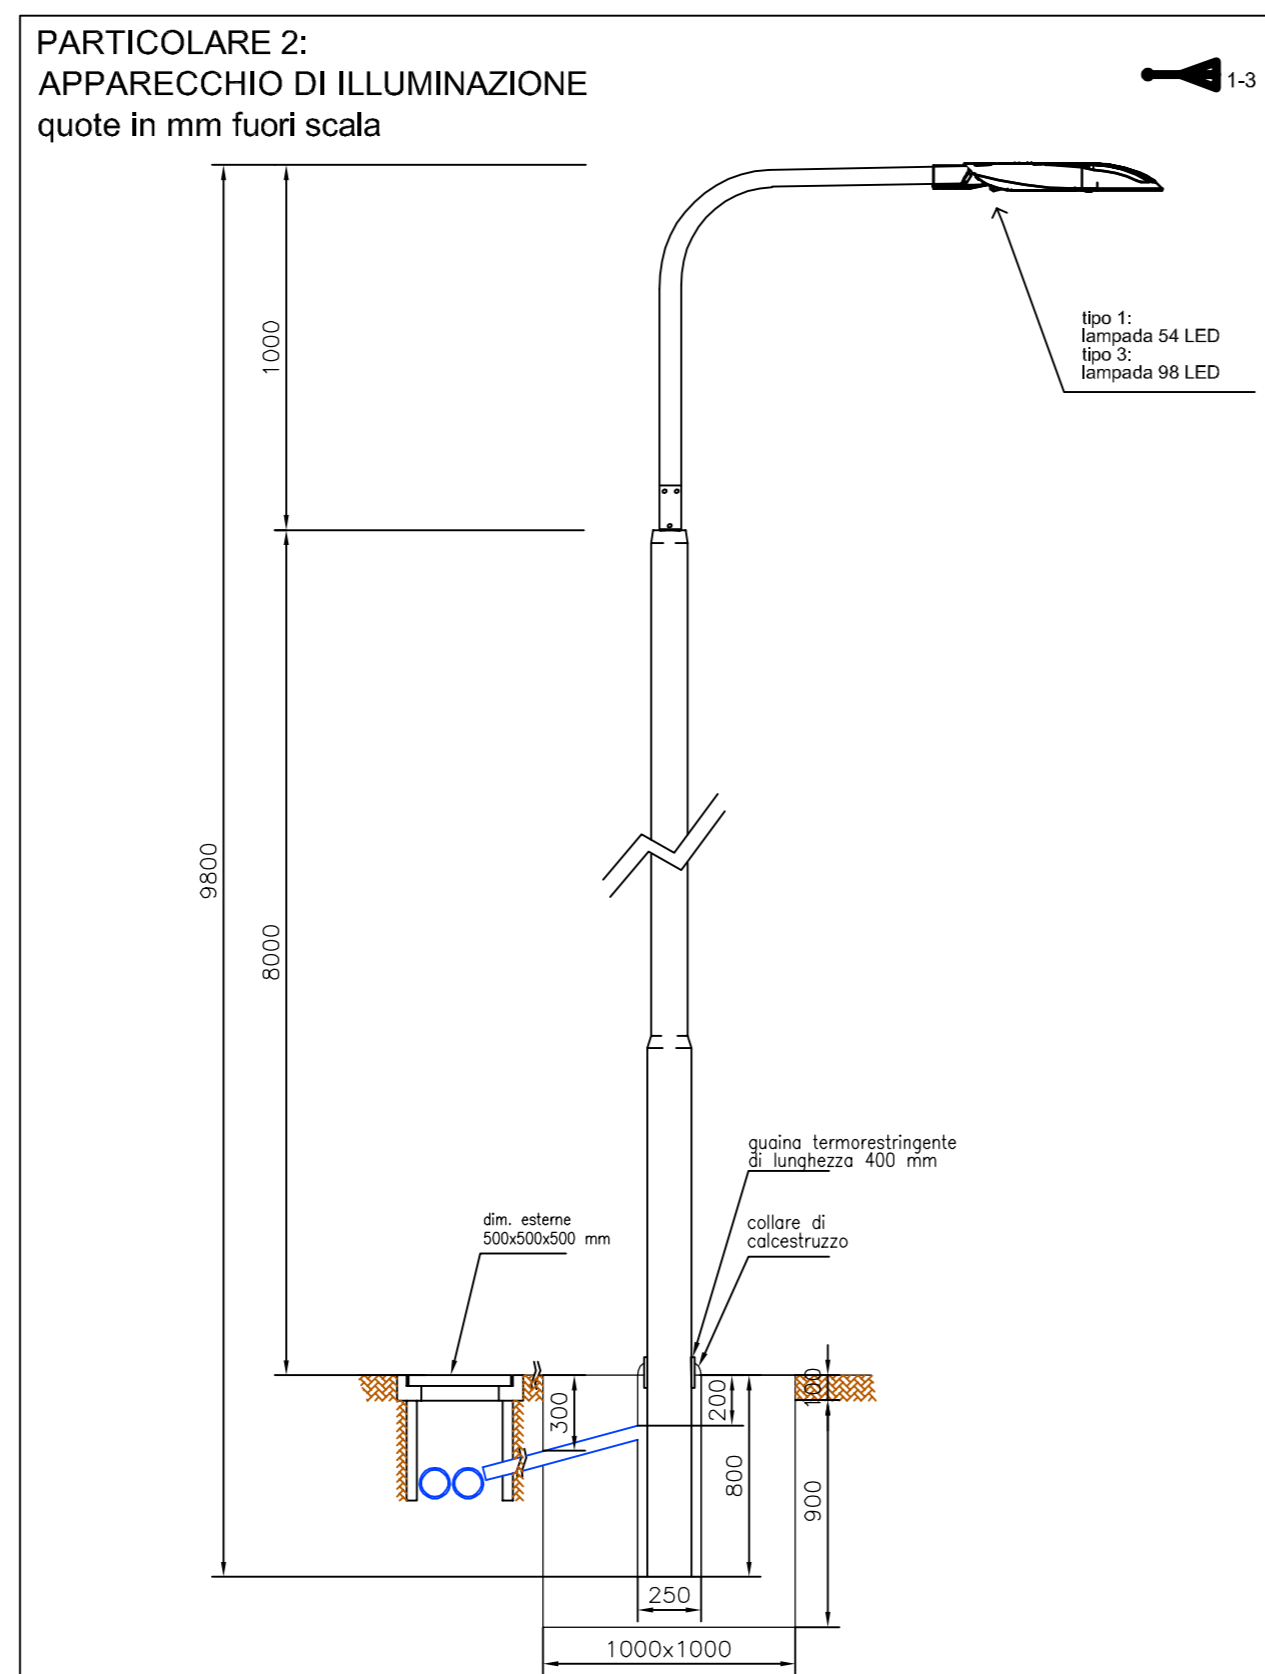 PARTICOLARE 2:
APPARECCHIO DI ILLUMINAZIONE
quote in mm fuori scala
1-3
tipo 1:
lampada 54 LED
tipo 3:
lampada 98 LED
1000
9800
8000
guaina termorestringente
di lunghezza 400 mm
dim. esterne
500x500x500 mm
collare di
calcestruzzo
300
200
100
800
900
250
1000x1000